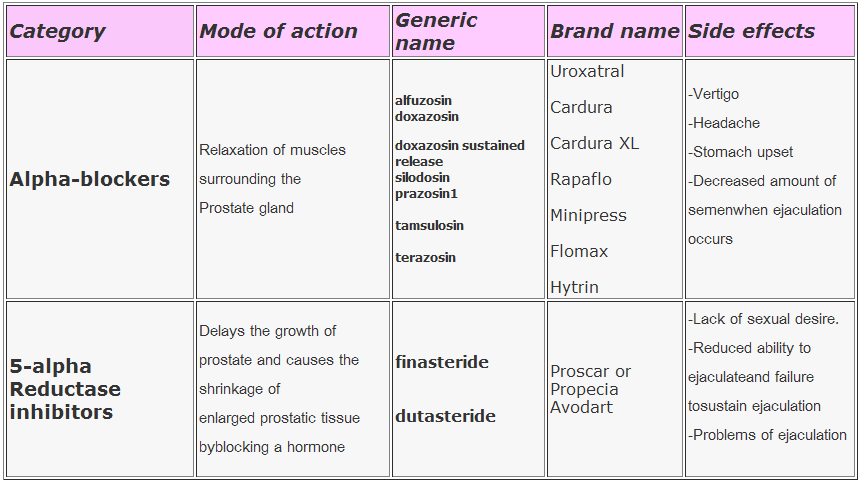 Category
Mode of action
Generic
name
Brand name
Side effects
Alpha-blockers
Relaxation of muscles
surrounding the
Prostate gland
alfuzosin
doxazosin
doxazosin sustained
release
silodosin
prazosin1
tamsulosin
terazosin
Uroxatral
Cardura
Cardura XL
Rapaflo
Minipress
Flomax
Hytrin
-Vertigo
-Headache
-Stomach upset
-Decreased amount of
semenwhen ejaculation
occurs
5-alpha
Reductase
inhibitors
Delays the growth of
prostate and causes the
shrinkage of
enlarged prostatic tissue
byblocking a hormone
finasteride
dutasteride
Proscar or
Propecia
Avodart
-Lack of sexual desire.
-Reduced ability to
ejaculateand failure
tosustain ejaculation
-Problems of ejaculation